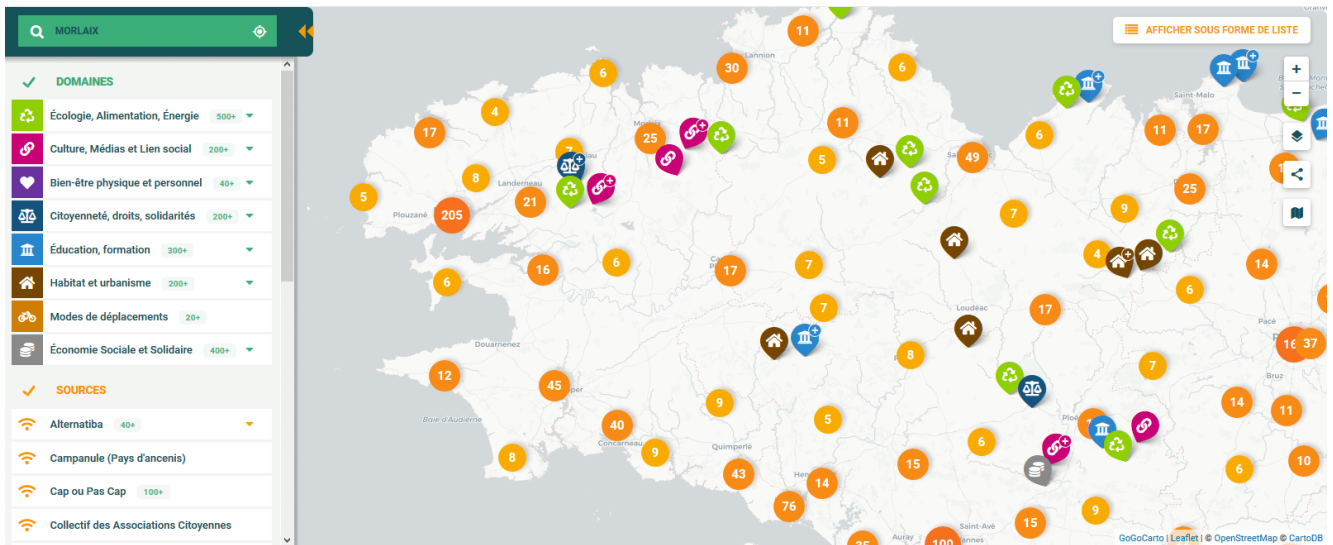 MORLAIX
DOMAINES
Écologie, Alimentation, Énergie 500+
Culture, Médias et Lien social 200+
Bien-être physique et personnel 40+
Citoyenneté, droits, solidarités 200+
Éducation, formation 300+
Habitat et urbanisme 200+
Modes de déplacements 20+
Économie Sociale et Solidaire 400+
SOURCES
Alternatiba 40+
Campanule (Pays d'ancenis)
Cap ou Pas Cap 100+
Collectif des Associations Citoyennes
AFFICHER SOUS FORME DE LISTE
+
−
11
Lannion
30
6
6
4
17
25
11
6
Saint-Malo
11
17
5
49
8
Landerneau
21
5
Plouzané
205
7
9
25
16
6
17
7
4
14
6
6
7
Loudéac
17
Pacé
37
Douarnenez
8
7
Bruz
12
45
9
14
11
Baie d'Audierne
5
40
Concarneau
6
Quimperlé
8
9
43
15
14
6
10
76
9
Saint-Avé
15
Auray
100
GoGoCarto | Leaflet | © OpenStreetMap © CartoDB